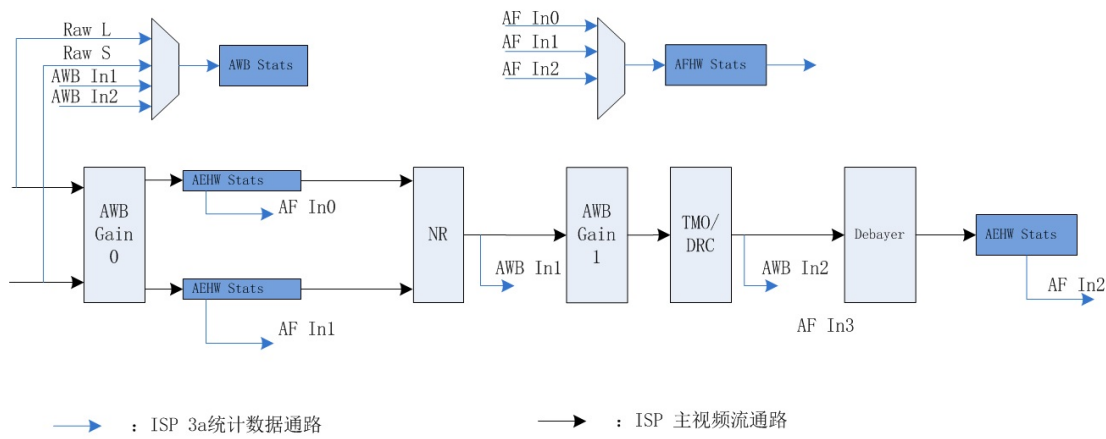 Raw L
Raw S
AWB In1
AWB In2
AWB Stats
AF In0
AF In1
AF In2
AFHW Stats
AWB
Gain
0
AEHW Stats
AF In0
AEHW Stats
AF In1
NR
AWB In1
AWB
Gain
1
TMO/
DRC
AWB In2
Debayer
AF In3
AEHW Stats
AF In2
：ISP 3a统计数据通路
：ISP 主视频流通路